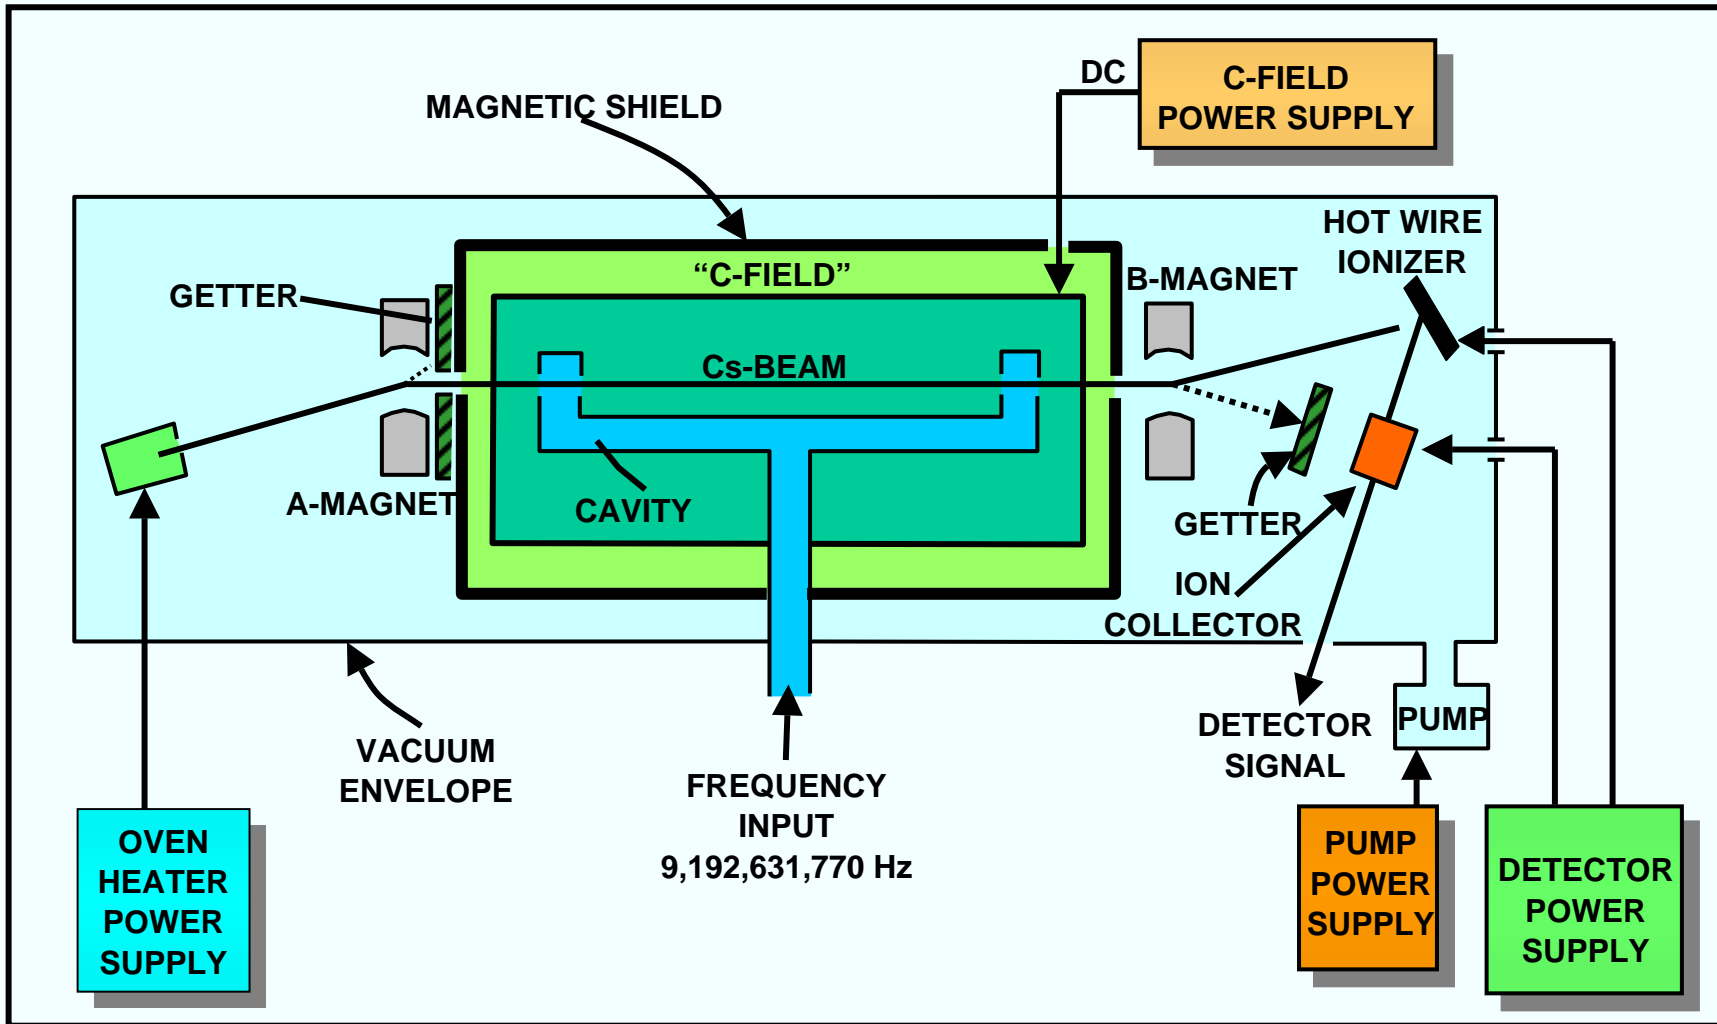 DC
C-FIELD
POWER SUPPLY
MAGNETIC SHIELD
HOT WIRE
IONIZER
“C-FIELD”
B-MAGNET
GETTER
Cs-BEAM
A-MAGNET
CAVITY
GETTER
ION
COLLECTOR
VACUUM
ENVELOPE
FREQUENCY
INPUT
9,192,631,770 Hz
DETECTOR
SIGNAL
PUMP
OVEN
HEATER
POWER
SUPPLY
PUMP
POWER
SUPPLY
DETECTOR
POWER
SUPPLY